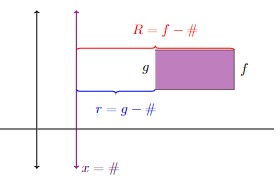 R = f − #
g
f
r = g − #
x = #